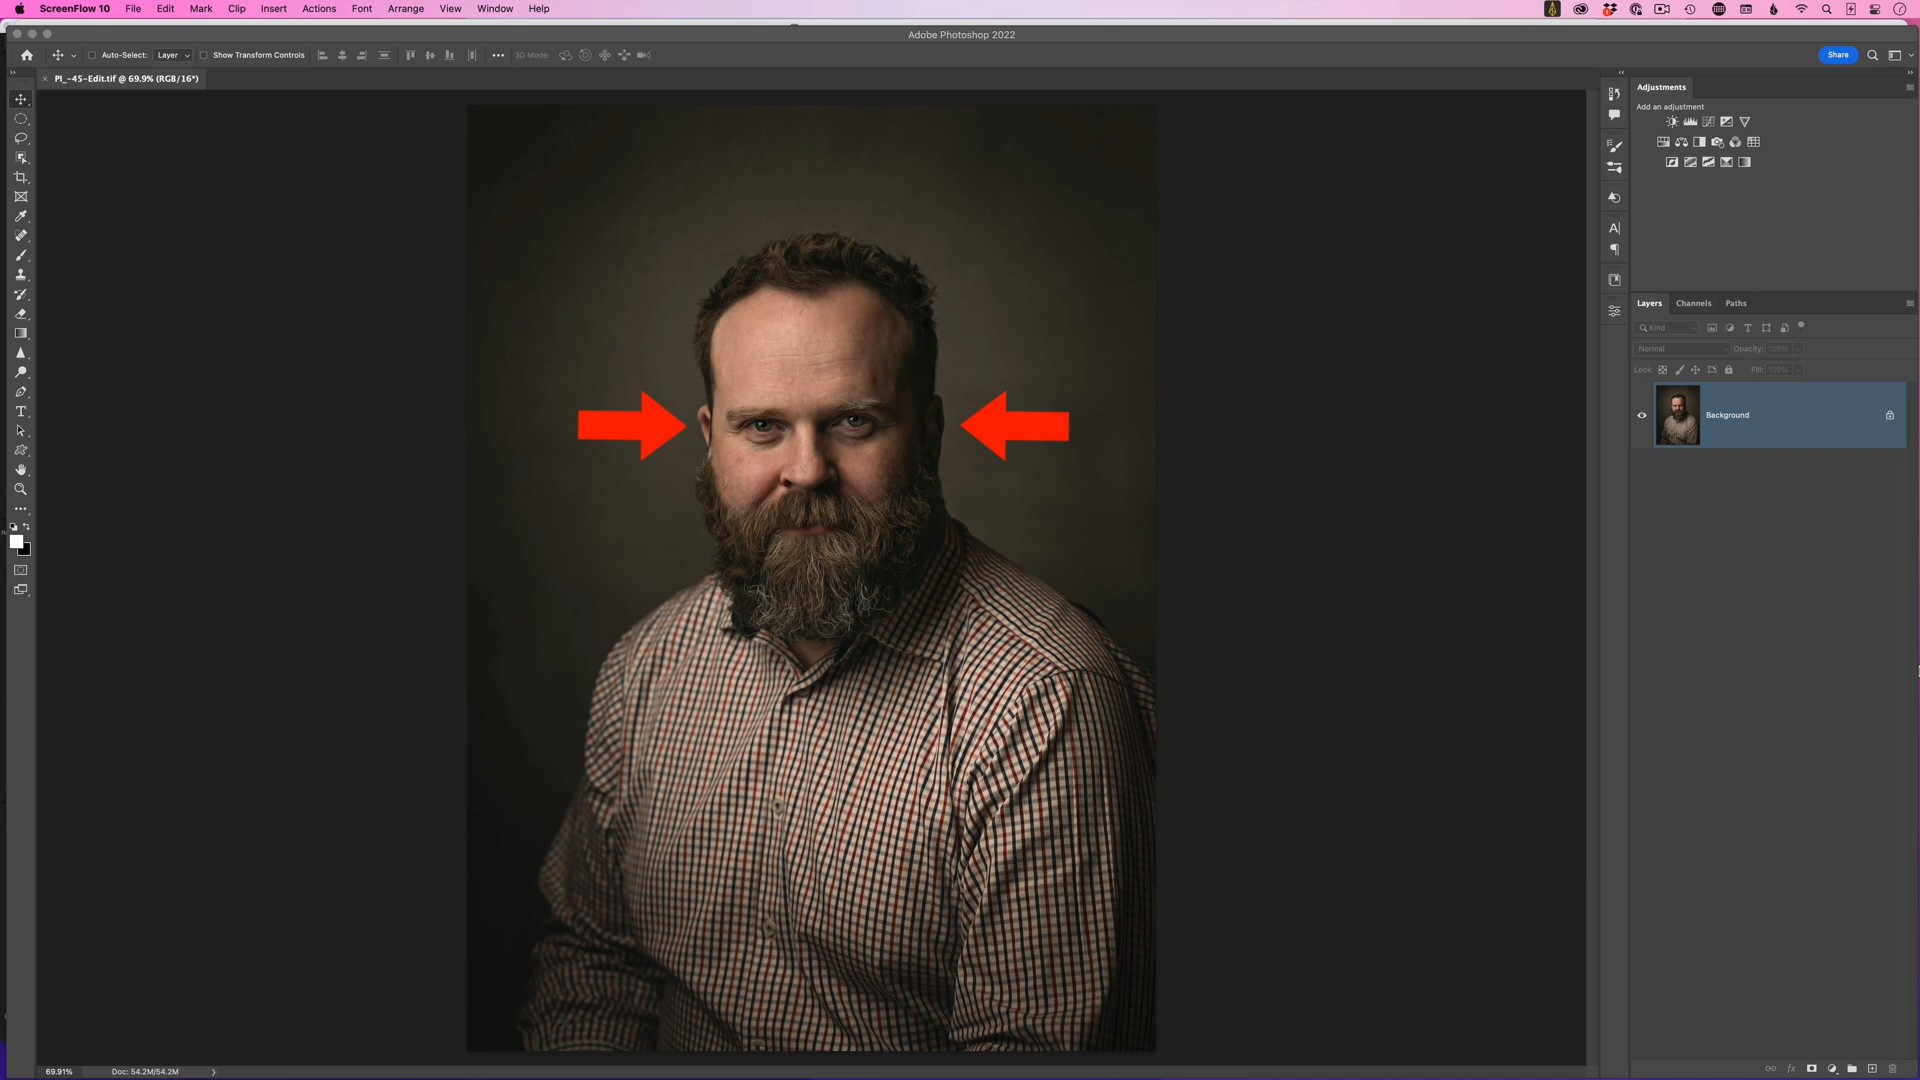 ScreenFlow 10 File Edit Mark Clip Insert Actions Font Arrange View Window Help
Adobe Photoshop 2022
Auto-Select: Layer Show Transform Controls 3D Mode: Share
PI_-45-Edit.tif @ 69.9% (RGB/16*)
Adjustments
Add an adjustment
Layers Channels Paths
Kind
Normal Opacity: 100%
Lock: Fill: 100%
Background
69.91% Doc: 54.2M/54.2M